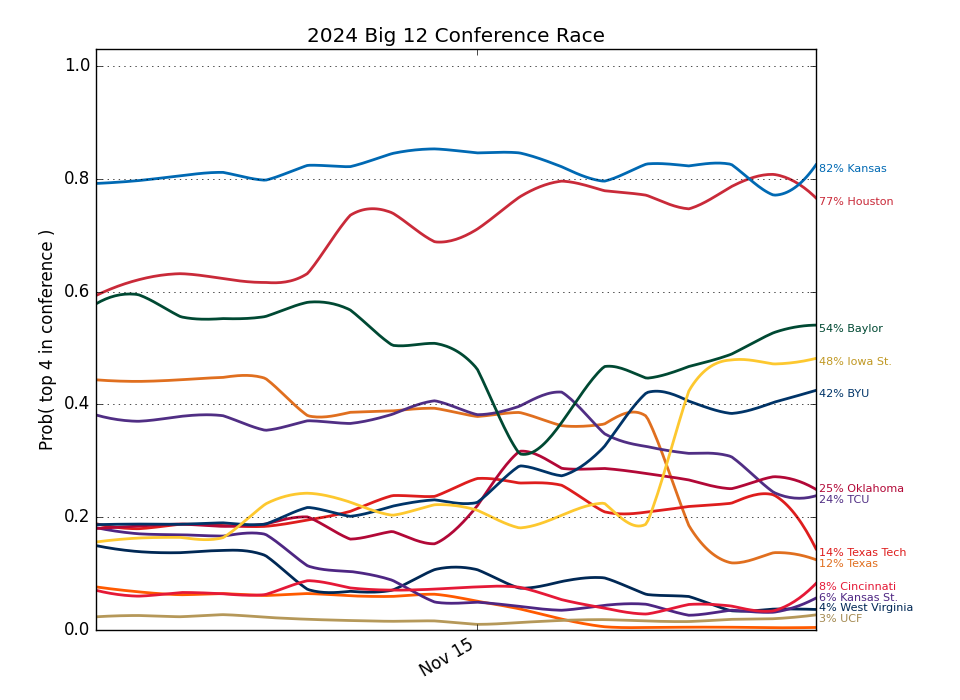 2024 Big 12 Conference Race
Prob( top 4 in conference )
1.0
0.8
0.6
0.4
0.2
0.0
Nov 15
82% Kansas
77% Houston
54% Baylor
48% Iowa St.
42% BYU
25% Oklahoma
24% TCU
14% Texas Tech
12% Texas
8% Cincinnati
6% Kansas St.
4% West Virginia
3% UCF